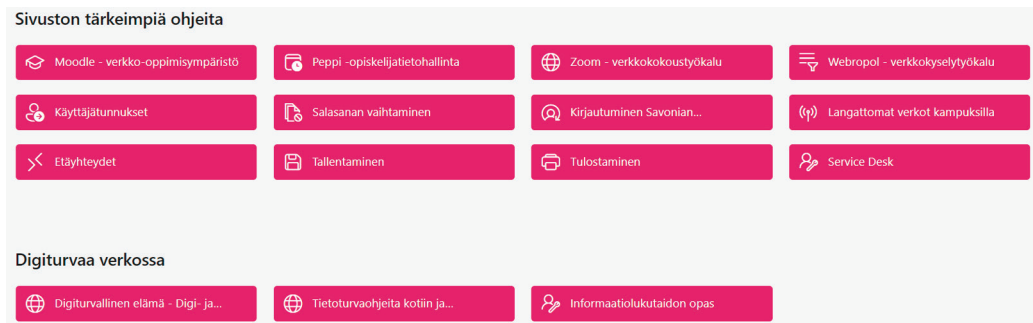 Sivuston tärkeimpiä ohjeita
Moodle - verkko-oppimisympäristö
Peppi -opiskelijatietohallinta
Zoom - verkkokokoustyökalu
Webropol - verkkokyselytyökalu
Käyttäjätunnukset
Salasanan vaihtaminen
Kirjautuminen Savonian...
Langattomat verkot kampuksilla
Etäyhteydet
Tallentaminen
Tulostaminen
Service Desk
Digiturvaa verkossa
Digiturvallinen elämä - Digi- ja...
Tietoturvaohjeita kotiin ja...
Informaatiolukutaidon opas